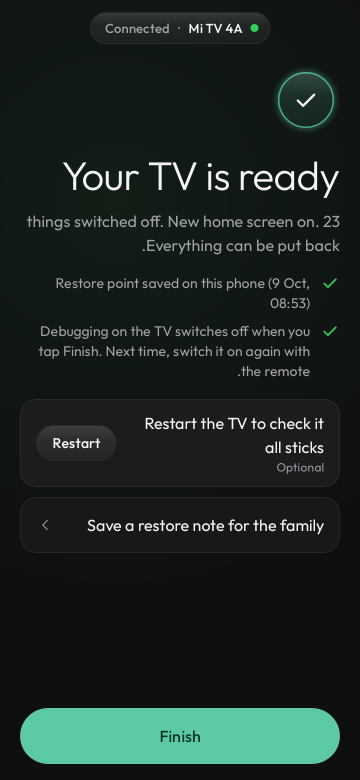 Connected · Mi TV 4A
Your TV is ready
things switched off. New home screen on. 23
.Everything can be put back
Restore point saved on this phone (9 Oct,
08:53)
Debugging on the TV switches off when you
tap Finish. Next time, switch it on again with
.the remote
Restart the TV to check it
all sticks
Optional
Restart
Save a restore note for the family
Finish